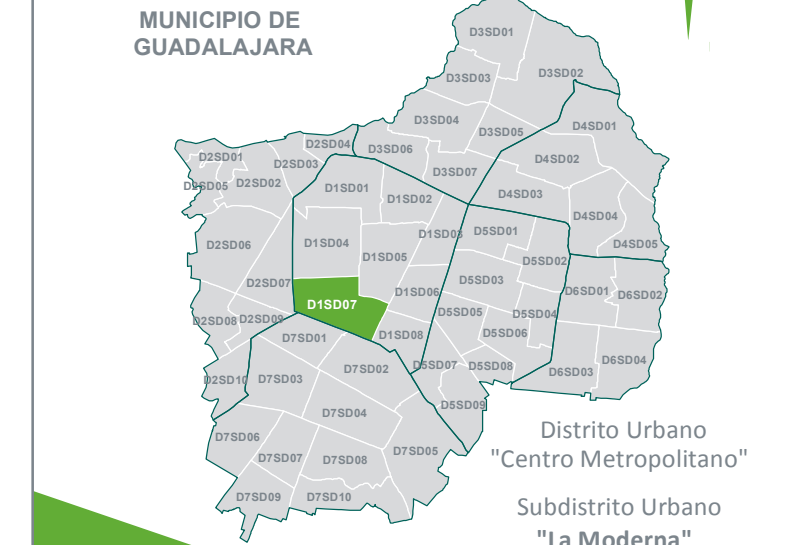 MUNICIPIO DE
GUADALAJARA
D3SD01
D3SD02
D3SD03
D3SD04
D3SD05
D3SD06
D3SD07
D4SD01
D4SD02
D4SD03
D4SD04
D4SD05
D2SD01
D2SD02
D2SD03
D2SD04
D2SD05
D2SD06
D2SD07
D2SD08
D2SD09
D2SD10
D1SD01
D1SD02
D1SD03
D1SD04
D1SD05
D1SD06
D1SD07
D1SD08
D5SD01
D5SD02
D5SD03
D5SD04
D5SD05
D5SD06
D5SD07
D5SD08
D5SD09
D6SD01
D6SD02
D6SD03
D6SD04
D7SD01
D7SD02
D7SD03
D7SD04
D7SD05
D7SD06
D7SD07
D7SD08
D7SD09
D7SD10
Distrito Urbano
"Centro Metropolitano"
Subdistrito Urbano
"La Moderna"